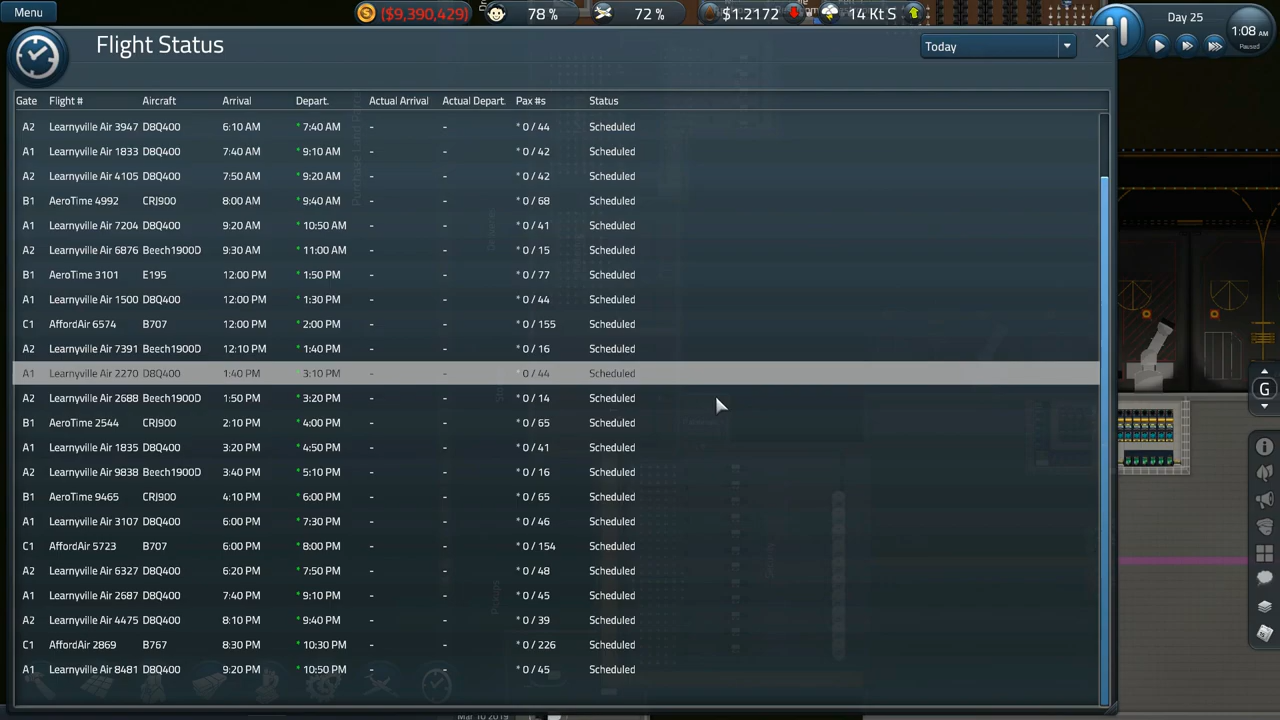 Menu
($9,390,429)
78 %
72 %
$1.2172
14 Kt S
Day 25
1:08 AM
Paused
Flight Status
Today
Gate Flight # Aircraft Arrival Depart. Actual Arrival Actual Depart. Pax #s Status
A2 Learnyville Air 3947 D8Q400 6:10 AM * 7:40 AM - - * 0 / 44 Scheduled
A1 Learnyville Air 1833 D8Q400 7:40 AM * 9:10 AM - - * 0 / 42 Scheduled
A2 Learnyville Air 4105 D8Q400 7:50 AM * 9:20 AM - - * 0 / 42 Scheduled
B1 AeroTime 4992 CRJ900 8:00 AM * 9:40 AM - - * 0 / 68 Scheduled
A1 Learnyville Air 7204 D8Q400 9:20 AM * 10:50 AM - - * 0 / 41 Scheduled
A2 Learnyville Air 6876 Beech1900D 9:30 AM * 11:00 AM - - * 0 / 15 Scheduled
B1 AeroTime 3101 E195 12:00 PM * 1:50 PM - - * 0 / 77 Scheduled
A1 Learnyville Air 1500 D8Q400 12:00 PM * 1:30 PM - - * 0 / 44 Scheduled
C1 AffordAir 6574 B707 12:00 PM * 2:00 PM - - * 0 / 155 Scheduled
A2 Learnyville Air 7391 Beech1900D 12:10 PM * 1:40 PM - - * 0 / 16 Scheduled
A1 Learnyville Air 2270 D8Q400 1:40 PM * 3:10 PM - - * 0 / 44 Scheduled
A2 Learnyville Air 2688 Beech1900D 1:50 PM * 3:20 PM - - * 0 / 14 Scheduled
B1 AeroTime 2544 CRJ900 2:10 PM * 4:00 PM - - * 0 / 65 Scheduled
A1 Learnyville Air 1835 D8Q400 3:20 PM * 4:50 PM - - * 0 / 41 Scheduled
A2 Learnyville Air 9838 Beech1900D 3:40 PM * 5:10 PM - - * 0 / 16 Scheduled
B1 AeroTime 9465 CRJ900 4:10 PM * 6:00 PM - - * 0 / 65 Scheduled
A1 Learnyville Air 3107 D8Q400 6:00 PM * 7:30 PM - - * 0 / 46 Scheduled
C1 AffordAir 5723 B707 6:00 PM * 8:00 PM - - * 0 / 154 Scheduled
A2 Learnyville Air 6327 D8Q400 6:20 PM * 7:50 PM - - * 0 / 48 Scheduled
A1 Learnyville Air 2687 D8Q400 7:40 PM * 9:10 PM - - * 0 / 45 Scheduled
A2 Learnyville Air 4475 D8Q400 8:10 PM * 9:40 PM - - * 0 / 39 Scheduled
C1 AffordAir 2869 B767 8:30 PM * 10:30 PM - - * 0 / 226 Scheduled
A1 Learnyville Air 8481 D8Q400 9:20 PM * 10:50 PM - - * 0 / 45 Scheduled
G
Mar 10 2019